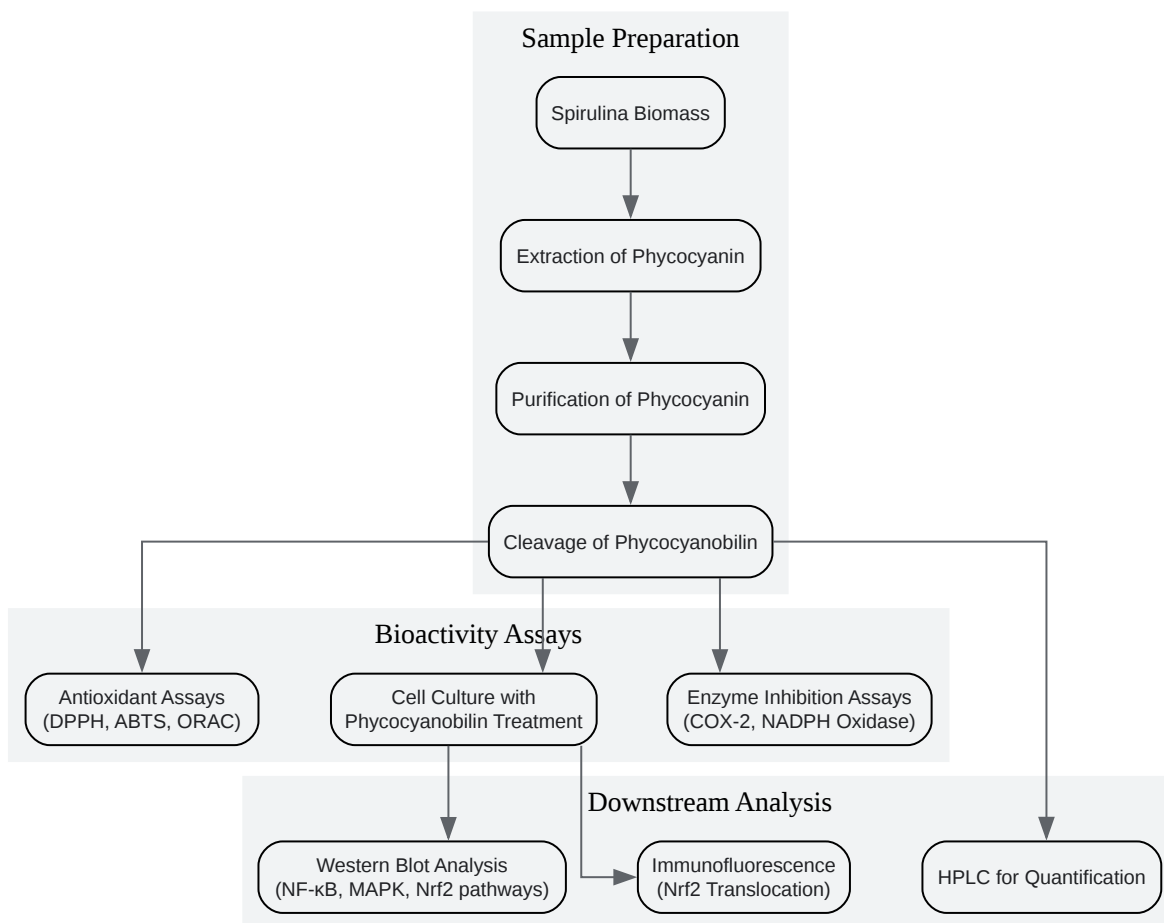 Sample Preparation
Spirulina Biomass
Extraction of Phycocyanin
Purification of Phycocyanin
Cleavage of Phycocyanobilin
Bioactivity Assays
Antioxidant Assays
(DPPH, ABTS, ORAC)
Cell Culture with
Phycocyanobilin Treatment
Enzyme Inhibition Assays
(COX-2, NADPH Oxidase)
Downstream Analysis
Western Blot Analysis
(NF-κB, MAPK, Nrf2 pathways)
Immunofluorescence
(Nrf2 Translocation)
HPLC for Quantification